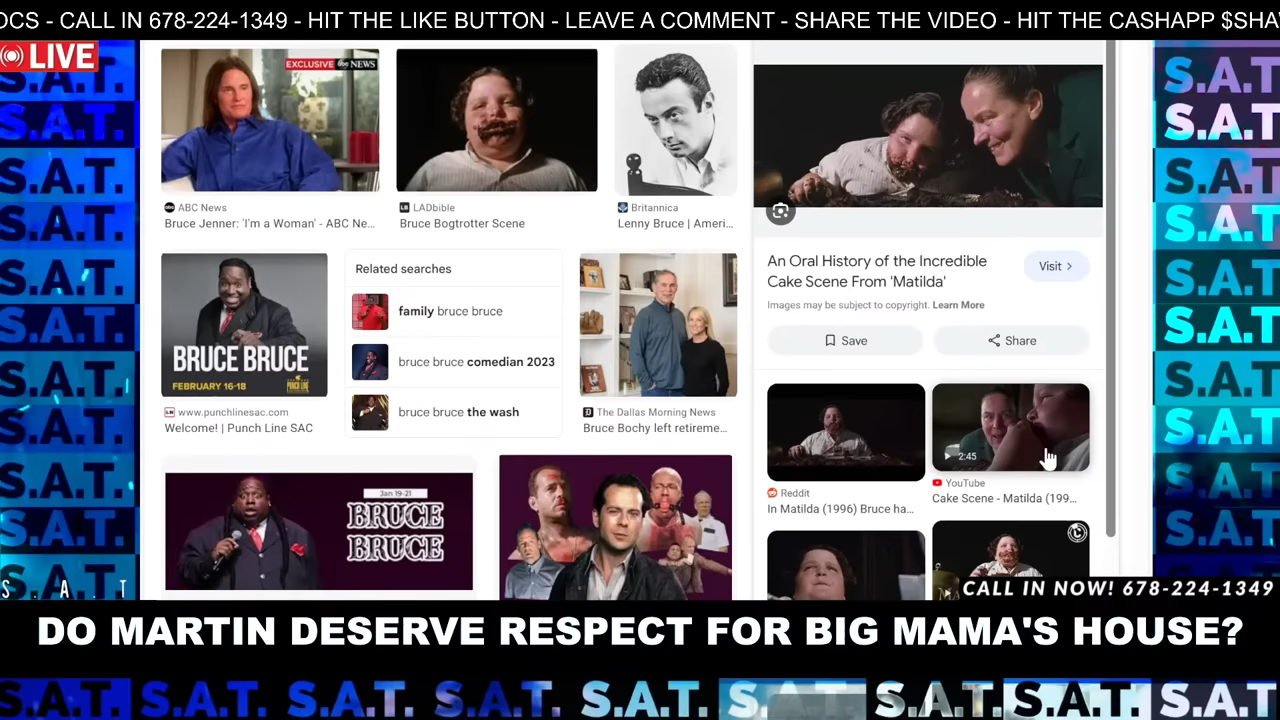 OCS - CALL IN 678-224-1349 - HIT THE LIKE BUTTON - LEAVE A COMMENT - SHARE THE VIDEO - HIT THE CASHAPP $SHA
LIVE
EXCLUSIVE abc NEWS
ABC News
Bruce Jenner: 'I'm a Woman' - ABC Ne...
LADbible
Bruce Bogtrotter Scene
Britannica
Lenny Bruce | Ameri...
BRUCE BRUCE
FEBRUARY 16-18
PUNCH LINE
www.punchlinesac.com
Welcome! | Punch Line SAC
Related searches
family bruce bruce
bruce bruce comedian 2023
bruce bruce the wash
The Dallas Morning News
Bruce Bochy left retireme...
Jan 19-21
BRUCE
BRUCE
An Oral History of the Incredible
Cake Scene From 'Matilda'
Visit
Images may be subject to copyright. Learn More
Save
Share
Reddit
In Matilda (1996) Bruce ha...
2:45
YouTube
Cake Scene - Matilda (199...
S.A.T.
S.A.T.
S.A.T.
S.A.T.
S.A.T.
S.A.T.
S.A.T.
S.A.T.
S.A.T.
S.A.T.
S.A.T
S.A.T
S.A.T
S.A.T
S.A.T
S.A.T
S.A.T
S.A.T
S.A.T
S.A.T
S. A. T
CALL IN NOW! 678-224-1349
DO MARTIN DESERVE RESPECT FOR BIG MAMA'S HOUSE?
S.A.T. S.A.T. S.A.T. S.A.T. S.A.T. S.A.T. S.A.T. S.A.T. S.A.T